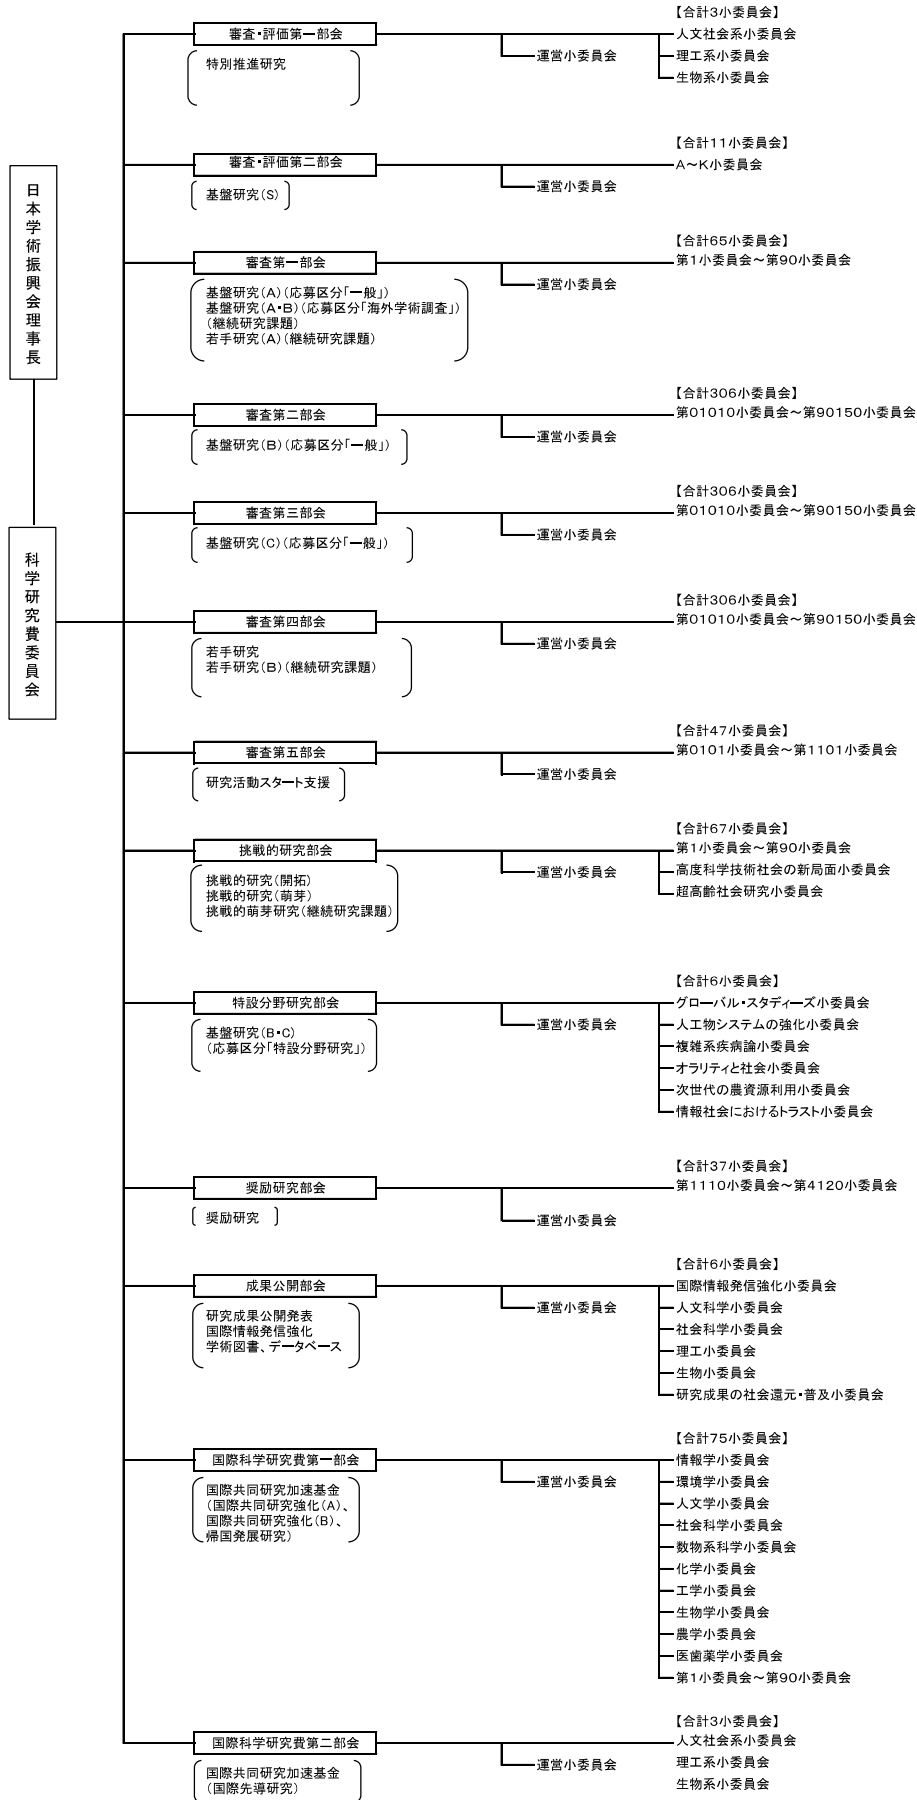 日本学術振興会理事長
科学研究費委員会
審査・評価第一部会
特別推進研究
運営小委員会
【合計3小委員会】
人文社会系小委員会
理工系小委員会
生物系小委員会
審査・評価第二部会
基盤研究(S)
運営小委員会
【合計11小委員会】
A～K小委員会
審査第一部会
基盤研究(A)(応募区分「一般」)
基盤研究(A・B)(応募区分「海外学術調査」)
(継続研究課題)
若手研究(A)(継続研究課題)
運営小委員会
【合計65小委員会】
第1小委員会～第90小委員会
審査第二部会
基盤研究(B)(応募区分「一般」)
運営小委員会
【合計306小委員会】
第01010小委員会～第90150小委員会
審査第三部会
基盤研究(C)(応募区分「一般」)
運営小委員会
【合計306小委員会】
第01010小委員会～第90150小委員会
審査第四部会
若手研究
若手研究(B)(継続研究課題)
運営小委員会
【合計306小委員会】
第01010小委員会～第90150小委員会
審査第五部会
研究活動スタート支援
運営小委員会
【合計47小委員会】
第0101小委員会～第1101小委員会
挑戦的研究部会
挑戦的研究(開拓)
挑戦的研究(萌芽)
挑戦的萌芽研究(継続研究課題)
運営小委員会
【合計67小委員会】
第1小委員会～第90小委員会
高度科学技術社会の新局面小委員会
超高齢社会研究小委員会
特設分野研究部会
基盤研究(B・C)
(応募区分「特設分野研究」)
運営小委員会
【合計6小委員会】
グローバル・スタディーズ小委員会
人工物システムの強化小委員会
複雑系疾病論小委員会
オラリティと社会小委員会
次世代の農資源利用小委員会
情報社会におけるトラスト小委員会
奨励研究部会
奨励研究
運営小委員会
【合計37小委員会】
第1110小委員会～第4120小委員会
成果公開部会
研究成果公開発表
国際情報発信強化
学術図書、データベース
運営小委員会
【合計6小委員会】
国際情報発信強化小委員会
人文科学小委員会
社会科学小委員会
理工小委員会
生物小委員会
研究成果の社会還元・普及小委員会
国際科学研究費第一部会
国際共同研究加速基金
(国際共同研究強化(A)、
国際共同研究強化(B)、
帰国発展研究)
運営小委員会
【合計75小委員会】
情報学小委員会
環境学小委員会
人文学小委員会
社会科学小委員会
数物系科学小委員会
化学小委員会
工学小委員会
生物学小委員会
農学小委員会
医歯薬学小委員会
第1小委員会～第90小委員会
国際科学研究費第二部会
国際共同研究加速基金
(国際先導研究)
運営小委員会
【合計3小委員会】
人文社会系小委員会
理工系小委員会
生物系小委員会